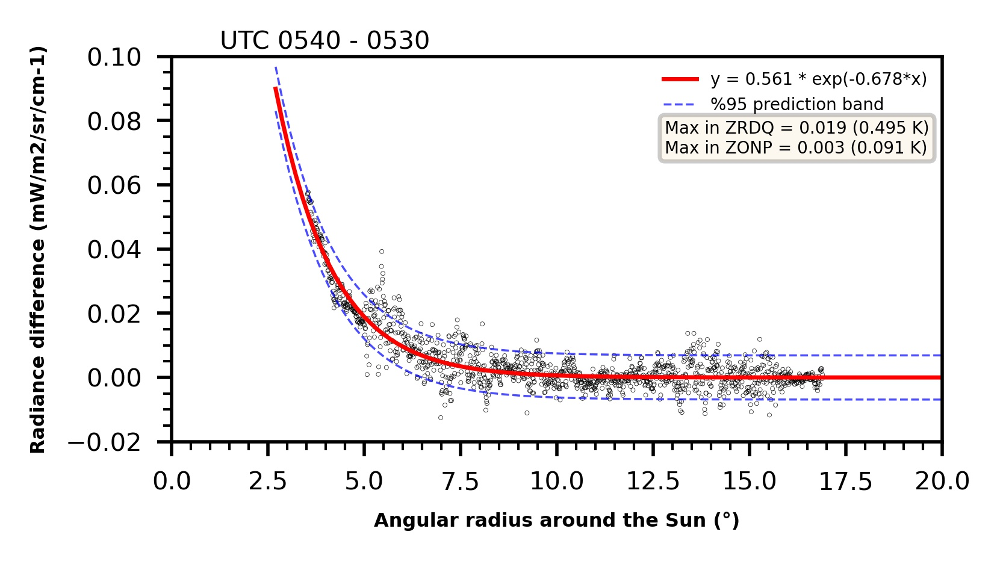 UTC 0540 - 0530
Radiance difference (mW/m2/sr/cm-1)
0.10
0.08
0.06
0.04
0.02
0.00
−0.02
y = 0.561 * exp(-0.678*x)
%95 prediction band
Max in ZRDQ = 0.019 (0.495 K)
Max in ZONP = 0.003 (0.091 K)
0.0 2.5 5.0 7.5 10.0 12.5 15.0 17.5 20.0
Angular radius around the Sun (°)